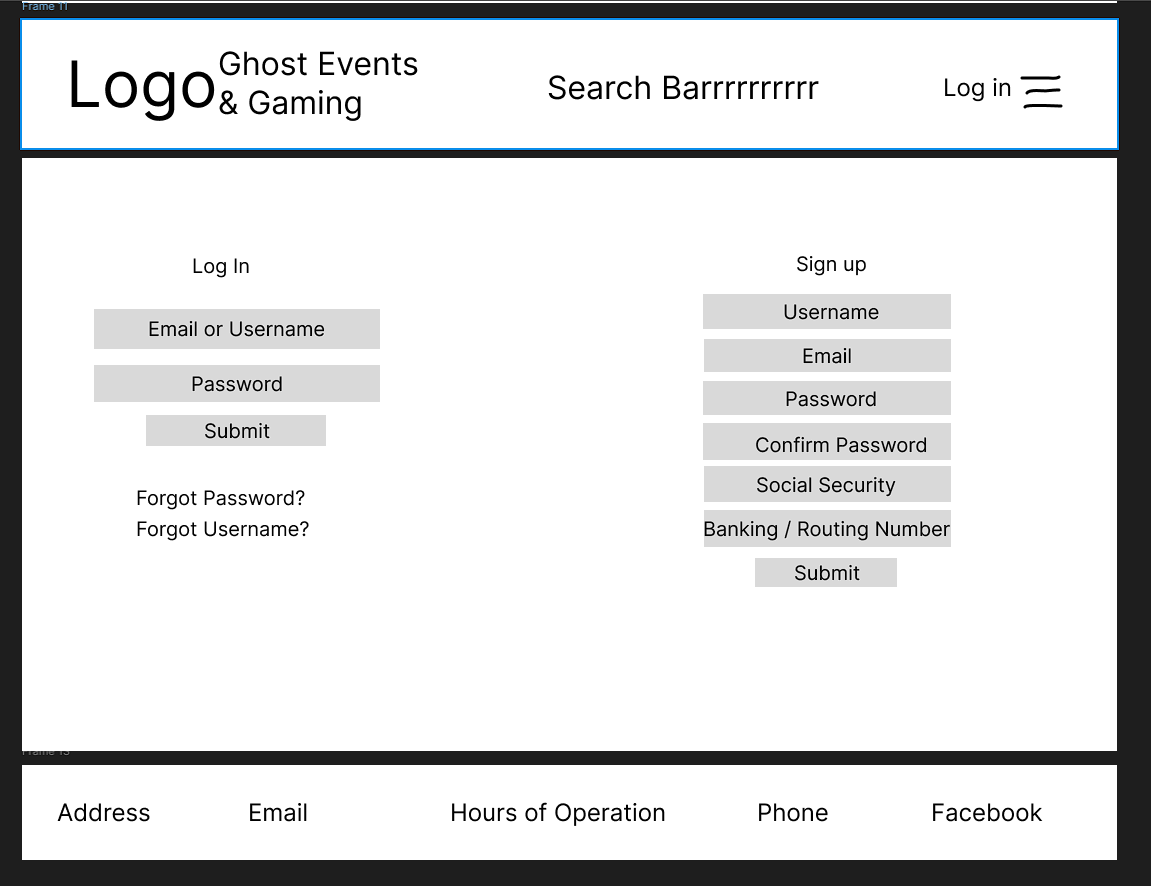 Frame 11
Logo
Ghost Events
& Gaming
Search Barrrrrrrrrr
Log in
Log In
Email or Username
Password
Submit
Forgot Password?
Forgot Username?
Sign up
Username
Email
Password
Confirm Password
Social Security
Banking / Routing Number
Submit
Frame 13
Address
Email
Hours of Operation
Phone
Facebook